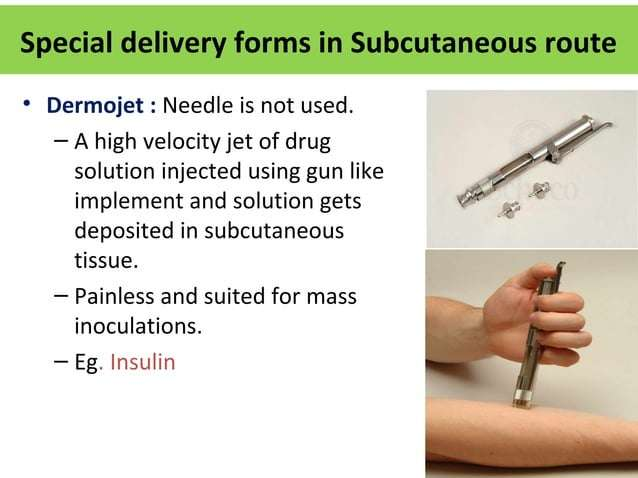 Special delivery forms in Subcutaneous route
• Dermojet : Needle is not used.
– A high velocity jet of drug
solution injected using gun like
implement and solution gets
deposited in subcutaneous
tissue.
– Painless and suited for mass
inoculations.
– Eg. Insulin